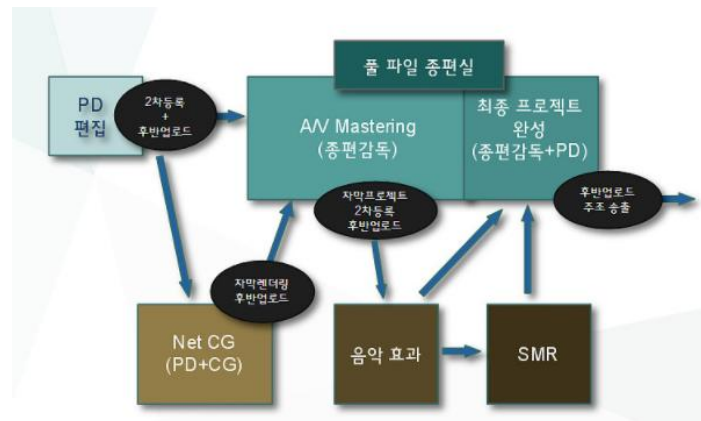 풀 파일 종편실
PD
편집
2차등록
+
후반업로드
A/V Mastering
(종편감독)
최종 프로젝트
완성
(종편감독+PD)
자막프로젝트
2차등록
후반업로드
후반업로드
주조 송출
자막렌더링
후반업로드
Net CG
(PD+CG)
음악 효과
SMR